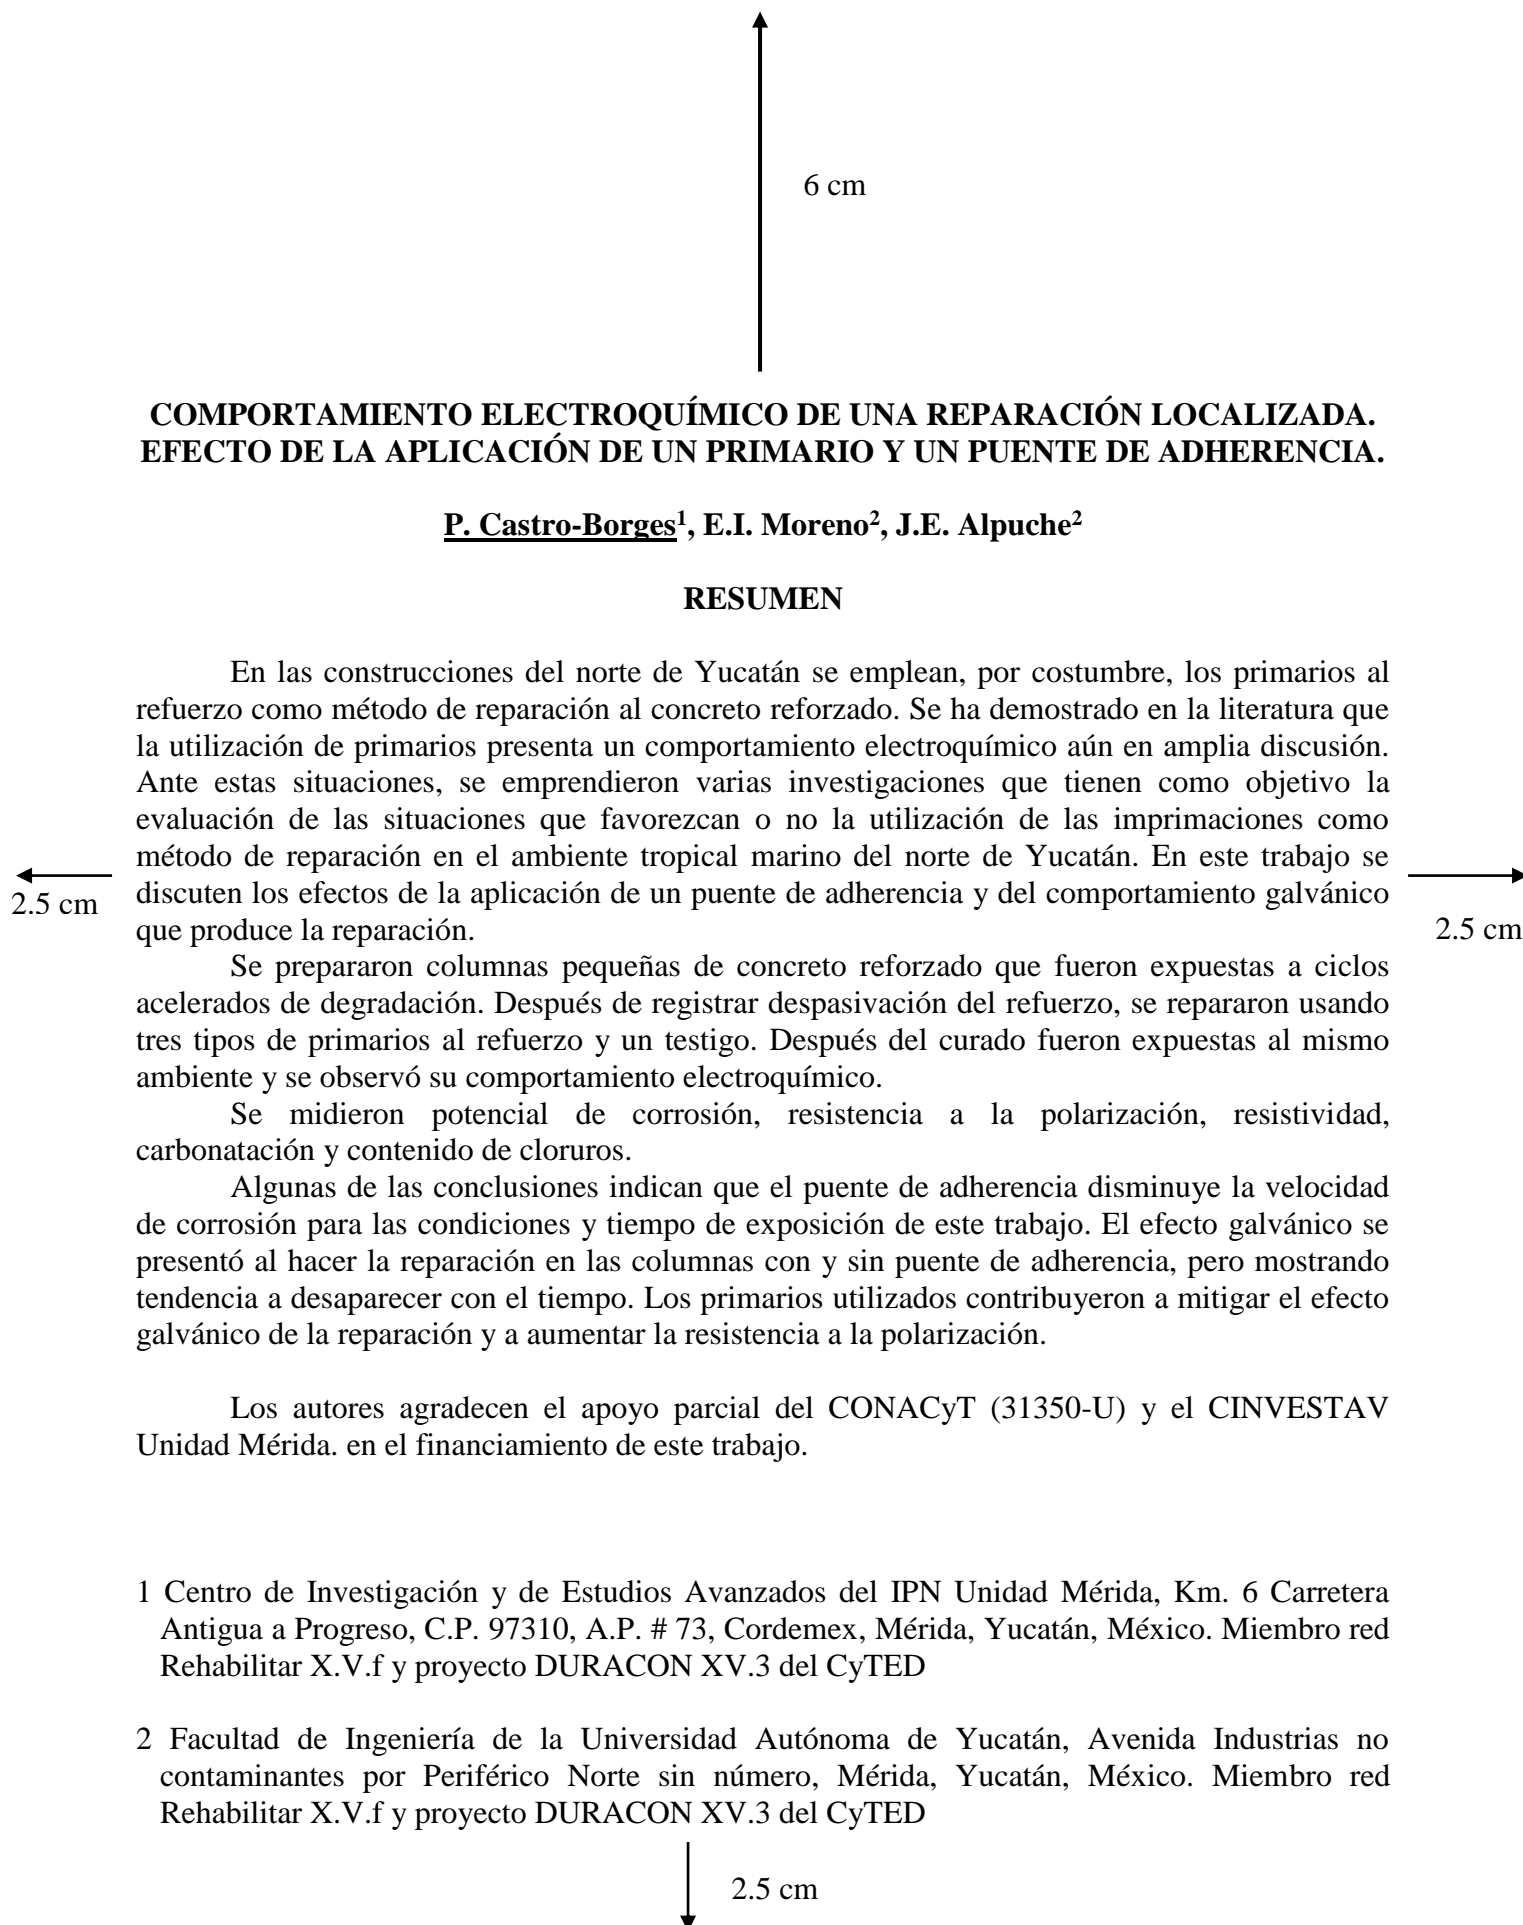 6 cm
COMPORTAMIENTO ELECTROQUÍMICO DE UNA REPARACIÓN LOCALIZADA.
EFECTO DE LA APLICACIÓN DE UN PRIMARIO Y UN PUENTE DE ADHERENCIA.
P. Castro-Borges¹, E.I. Moreno², J.E. Alpuche²
RESUMEN
En las construcciones del norte de Yucatán se emplean, por costumbre, los primarios al
refuerzo como método de reparación al concreto reforzado. Se ha demostrado en la literatura que
la utilización de primarios presenta un comportamiento electroquímico aún en amplia discusión.
Ante estas situaciones, se emprendieron varias investigaciones que tienen como objetivo la
evaluación de las situaciones que favorezcan o no la utilización de las imprimaciones como
método de reparación en el ambiente tropical marino del norte de Yucatán. En este trabajo se
discuten los efectos de la aplicación de un puente de adherencia y del comportamiento galvánico
que produce la reparación.
2.5 cm
2.5 cm
Se prepararon columnas pequeñas de concreto reforzado que fueron expuestas a ciclos
acelerados de degradación. Después de registrar despasivación del refuerzo, se repararon usando
tres tipos de primarios al refuerzo y un testigo. Después del curado fueron expuestas al mismo
ambiente y se observó su comportamiento electroquímico.
Se midieron potencial de corrosión, resistencia a la polarización, resistividad,
carbonatación y contenido de cloruros.
Algunas de las conclusiones indican que el puente de adherencia disminuye la velocidad
de corrosión para las condiciones y tiempo de exposición de este trabajo. El efecto galvánico se
presentó al hacer la reparación en las columnas con y sin puente de adherencia, pero mostrando
tendencia a desaparecer con el tiempo. Los primarios utilizados contribuyeron a mitigar el efecto
galvánico de la reparación y a aumentar la resistencia a la polarización.
Los autores agradecen el apoyo parcial del CONACyT (31350-U) y el CINVESTAV
Unidad Mérida. en el financiamiento de este trabajo.
1 Centro de Investigación y de Estudios Avanzados del IPN Unidad Mérida, Km. 6 Carretera
Antigua a Progreso, C.P. 97310, A.P. # 73, Cordemex, Mérida, Yucatán, México. Miembro red
Rehabilitar X.V.f y proyecto DURACON XV.3 del CyTED
2 Facultad de Ingeniería de la Universidad Autónoma de Yucatán, Avenida Industrias no
contaminantes por Periférico Norte sin número, Mérida, Yucatán, México. Miembro red
Rehabilitar X.V.f y proyecto DURACON XV.3 del CyTED
2.5 cm